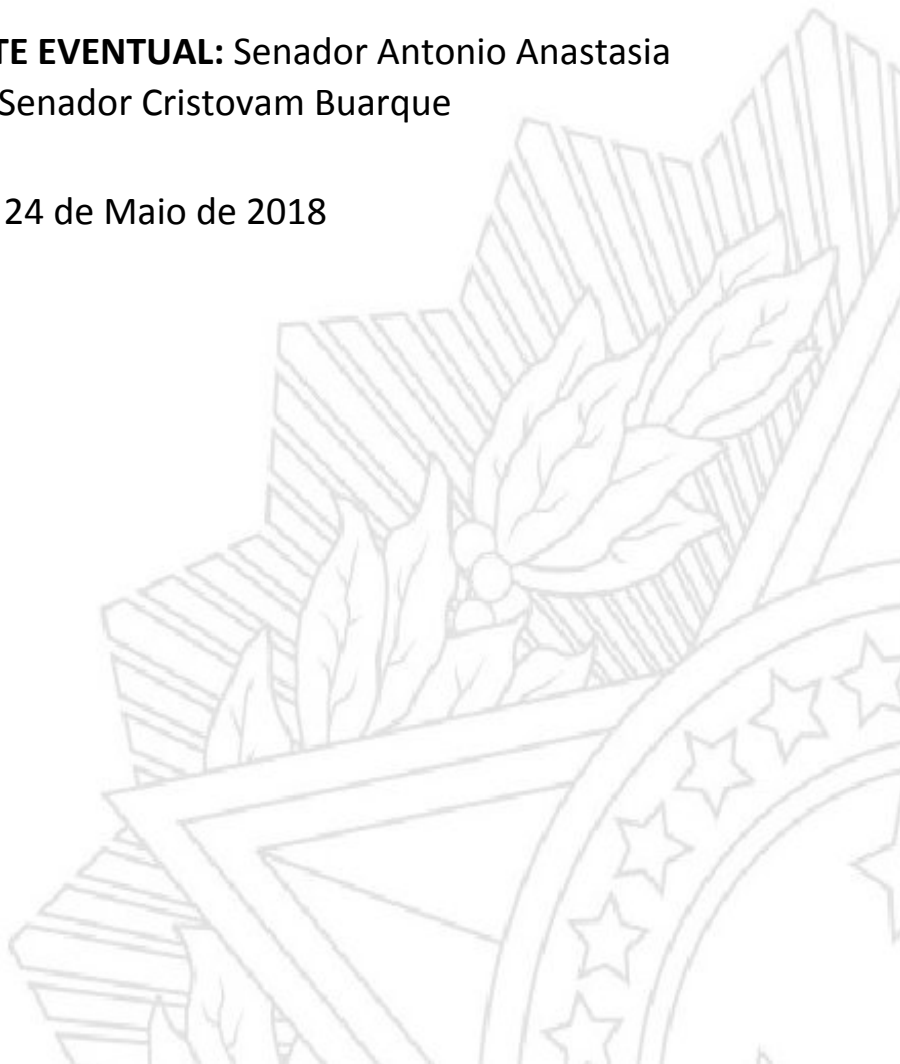 TE EVENTUAL: Senador Antonio Anastasia
Senador Cristovam Buarque
24 de Maio de 2018